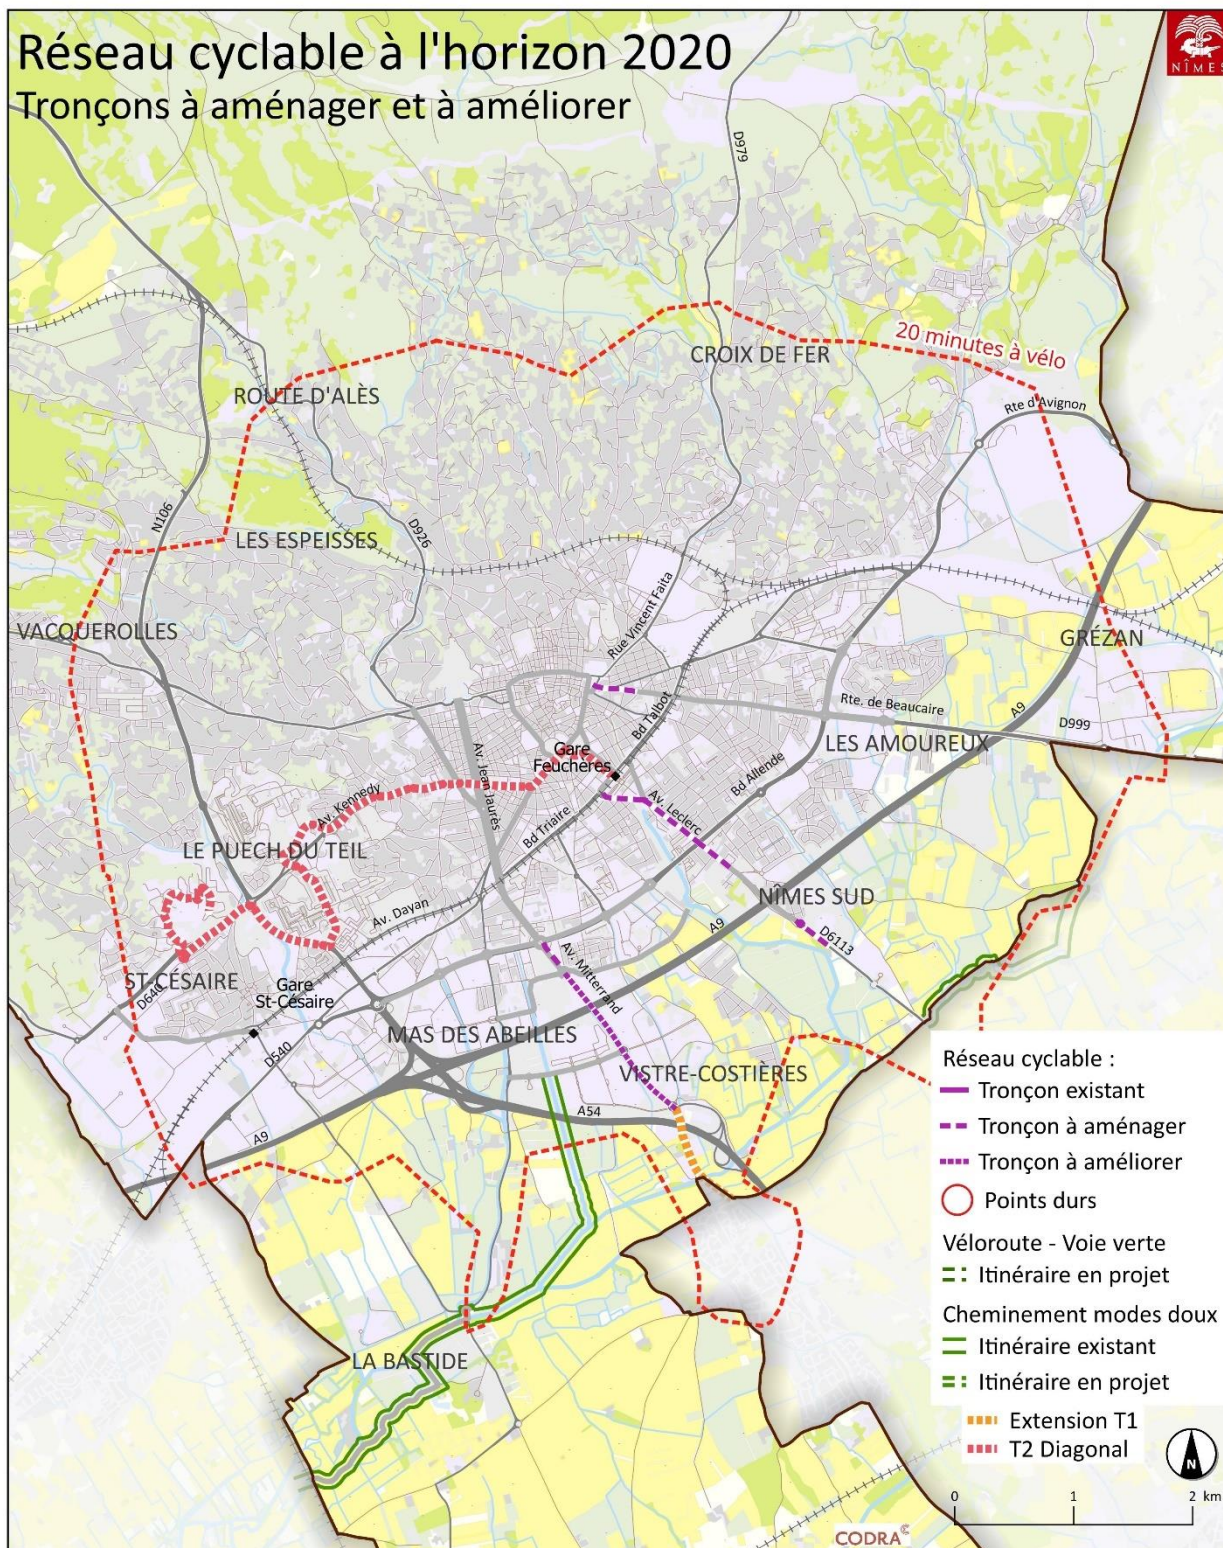 Réseau cyclable à l'horizon 2020
Tronçons à aménager et à améliorer
NÎMES
D979
20 minutes à vélo
CROIX DE FER
ROUTE D'ALÈS
Rte d'Avignon
N106
D926
LES ESPEISSES
Rue Vincent Faïta
VACQUEROLLES
GRÉZAN
Bd Talbot
Rte. de Beaucaire
A9
D999
LES AMOUREUX
Gare
Feuchères
Av. Jean Jaurès
Bd Allende
Av. Kennedy
Av. Leclerc
Bd Triaire
LE PUECH DU TEIL
NÎMES SUD
Av. Dayan
A9
D6113
Av. Mitterrand
ST-CÉSAIRE
D640
Gare
St-Césaire
MAS DES ABEILLES
D540
VISTRE-COSTIÈRES
A54
A9
LA BASTIDE
Réseau cyclable :
Tronçon existant
Tronçon à aménager
Tronçon à améliorer
Points durs
Véloroute - Voie verte
Itinéraire en projet
Cheminement modes doux
Itinéraire existant
Itinéraire en projet
Extension T1
T2 Diagonal
N
0 1 2 km
CODRA